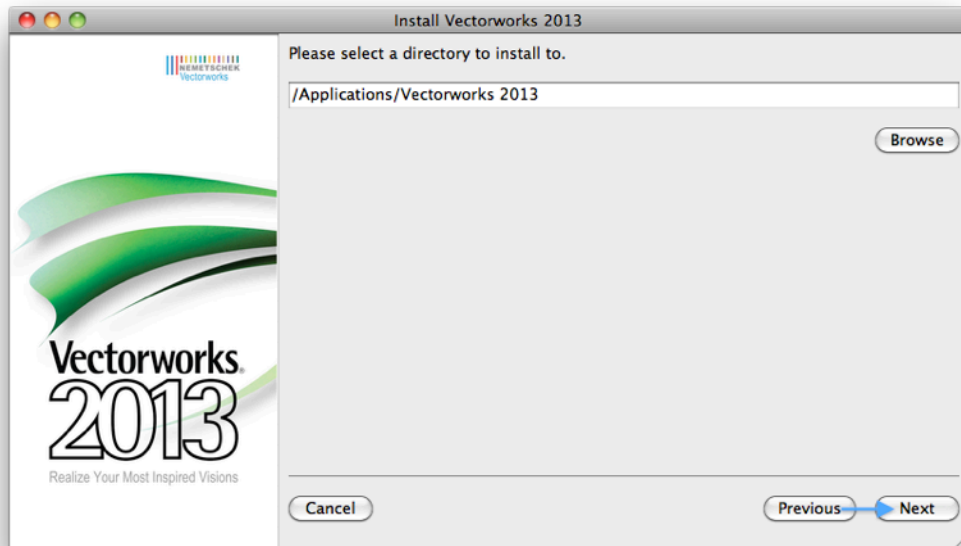 Install Vectorworks 2013
NEMETSCHEK
Vectorworks
Please select a directory to install to.
/Applications/Vectorworks 2013
Browse
Vectorworks®
2013
Realize Your Most Inspired Visions
Cancel
Previous
Next